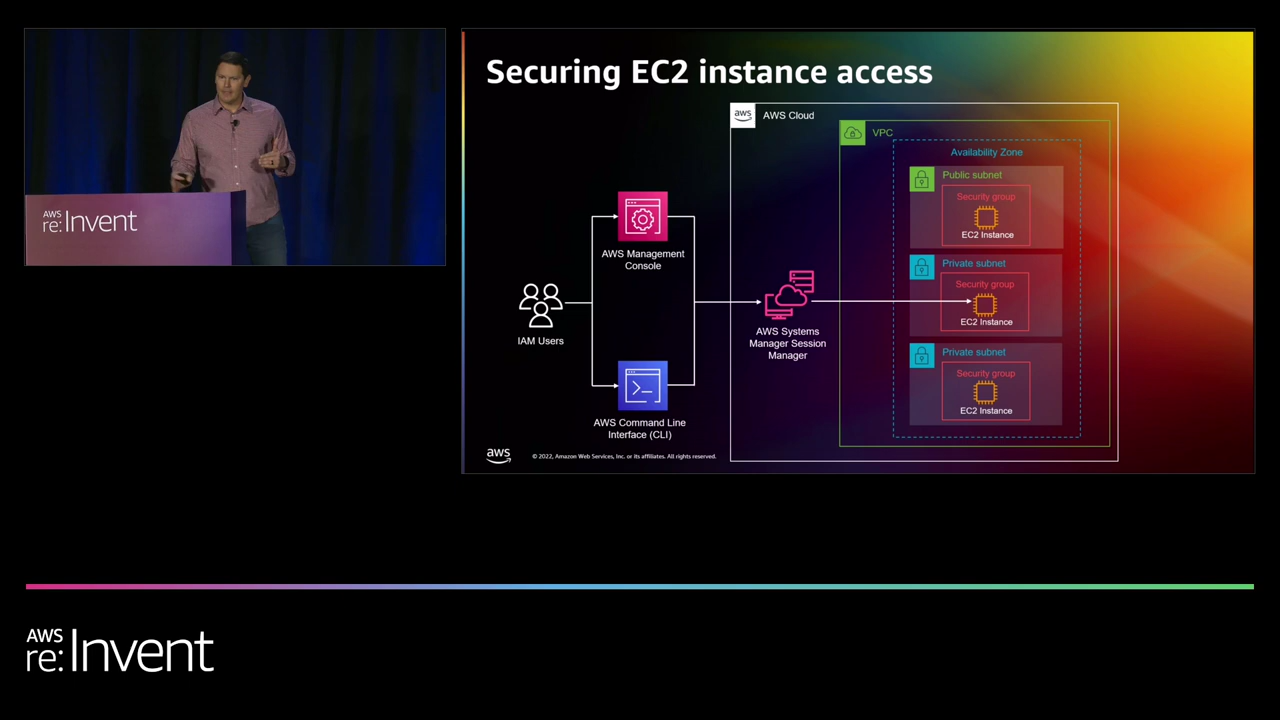 AWS
re:Invent
Securing EC2 instance access
aws
AWS Cloud
VPC
Availability Zone
Public subnet
Security group
EC2 Instance
Private subnet
Security group
EC2 Instance
Private subnet
Security group
EC2 Instance
AWS Management
Console
IAM Users
AWS Systems
Manager Session
Manager
AWS Command Line
Interface (CLI)
aws
© 2022, Amazon Web Services, Inc. or its affiliates. All rights reserved.
AWS
re:Invent